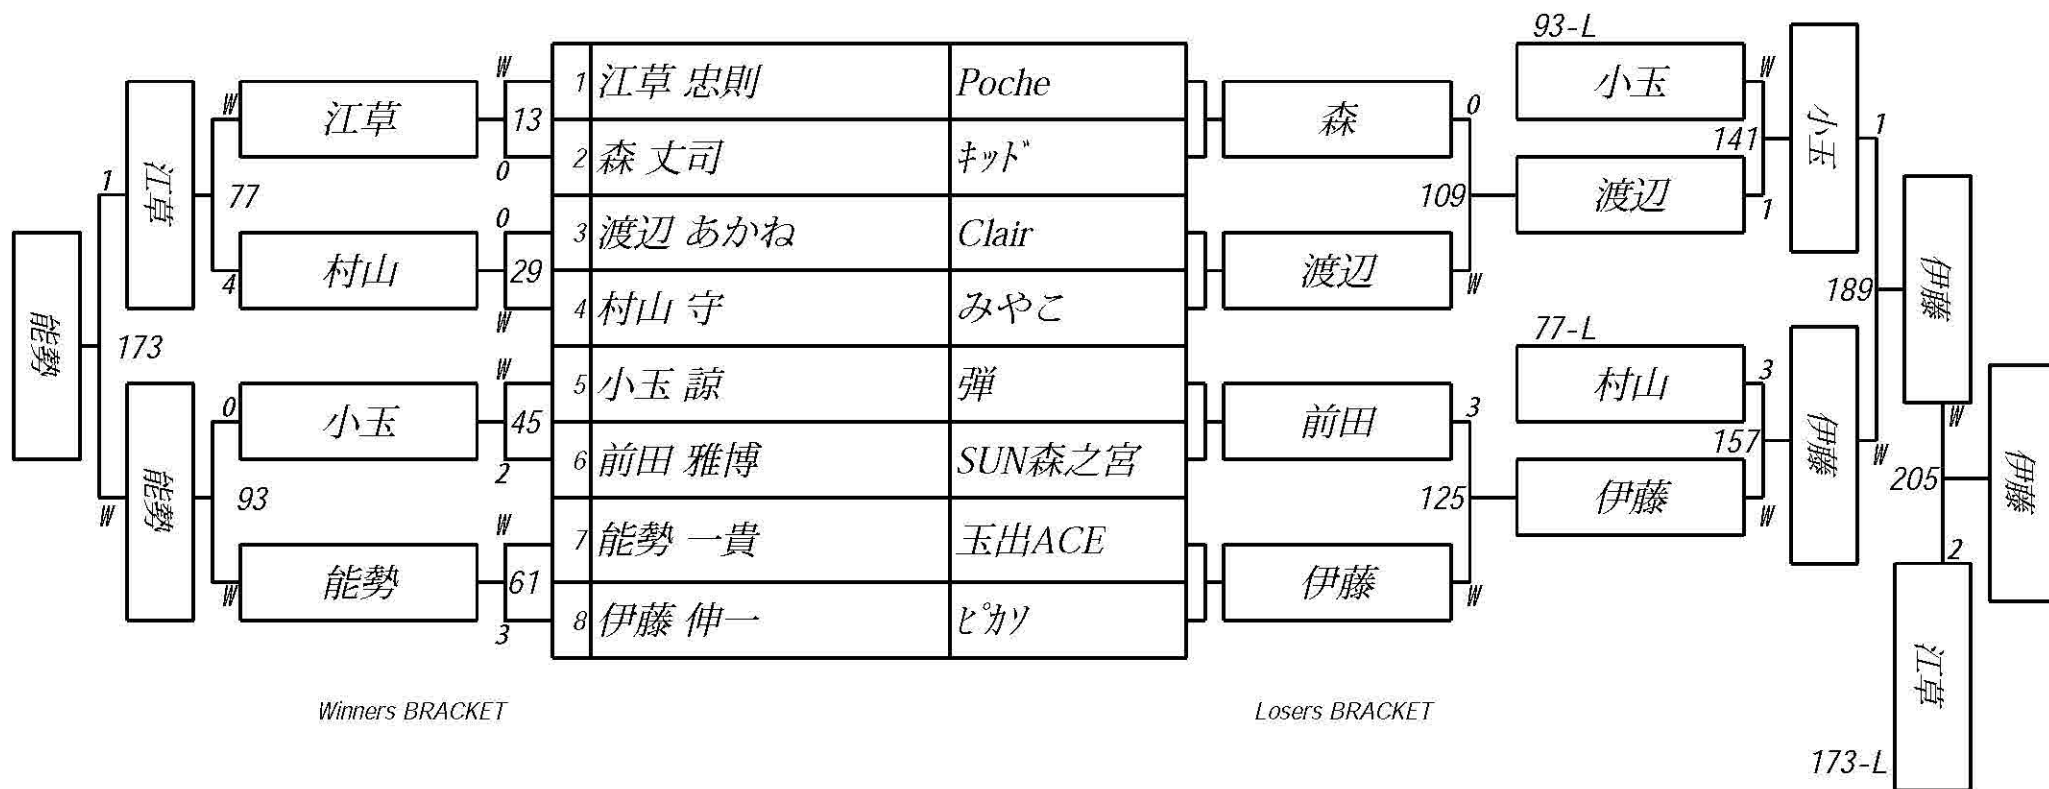 93-L
W
1 江草 忠則 Poche
W
江草
13
森
0
小玉
W
小玉
1
2 森 丈司 ｷｯﾄﾞ
0
141
1
江草
77
109
渡辺
1
0
3 渡辺 あかね Clair
4
村山
29
渡辺
W
189
伊藤
W
4 村山 守 みやこ
77-L
能勢
173
W
5 小玉 諒 弾
0
小玉
45
前田
3
村山
3
伊藤
W
2
6 前田 雅博 SUN森之宮
157
W
W
能勢
93
125
伊藤
W
205
伊藤
W
7 能勢 一貴 玉出ACE
2
W
能勢
61
伊藤
W
3
8 伊藤 伸一 ﾋﾟｶｿ
江草
Winners BRACKET
Losers BRACKET
173-L